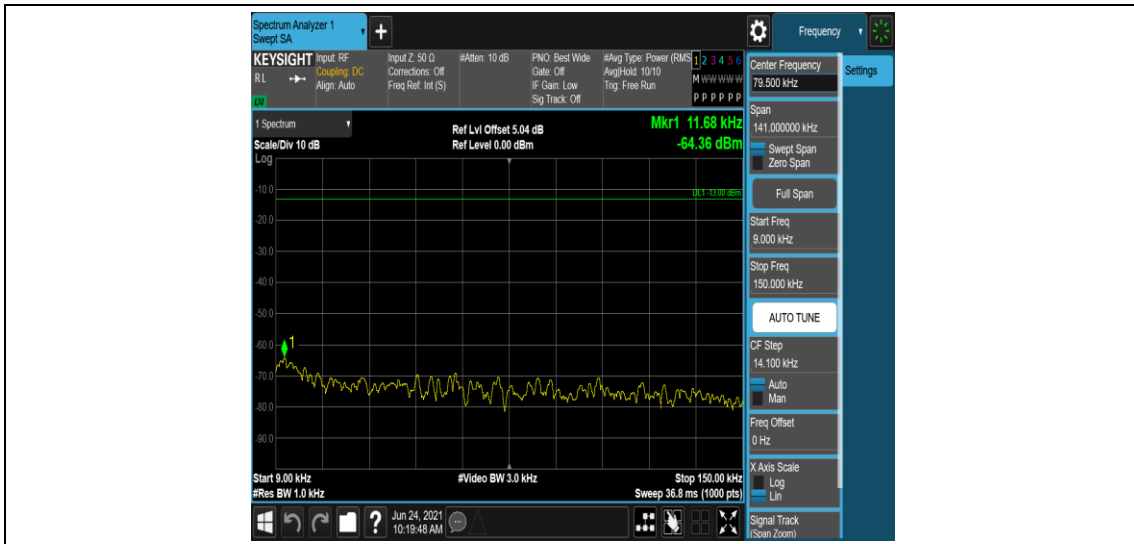 Spectrum Analyzer 1
Swept SA
Frequency
KEYSIGHT
RL
LXI
Input: RF
Coupling: DC
Align: Auto
Input Z: 50 Ω
Corrections: Off
Freq Ref: Int (S)
#Atten: 10 dB
PNO: Best Wide
Gate: Off
IF Gain: Low
Sig Track: Off
#Avg Type: Power (RMS
Avg|Hold: 10/10
Trig: Free Run
1 2 3 4 5 6
M W W W W W
P P P P P P
1 Spectrum
Scale/Div 10 dB
Log
Ref Lvl Offset 5.04 dB
Ref Level 0.00 dBm
Mkr1 11.68 kHz
-64.36 dBm
DL1 -13.00 dBm
-10.0
-20.0
-30.0
-40.0
-50.0
-60.0
1
-70.0
-80.0
-90.0
Start 9.00 kHz
#Res BW 1.0 kHz
#Video BW 3.0 kHz
Stop 150.00 kHz
Sweep 36.8 ms (1000 pts)
Jun 24, 2021
10:19:48 AM
?
Center Frequency
79.500 kHz
Settings
Span
141.000000 kHz
Swept Span
Zero Span
Full Span
Start Freq
9.000 kHz
Stop Freq
150.000 kHz
AUTO TUNE
CF Step
14.100 kHz
Auto
Man
Freq Offset
0 Hz
X Axis Scale
Log
Lin
Signal Track
(Span Zoom)